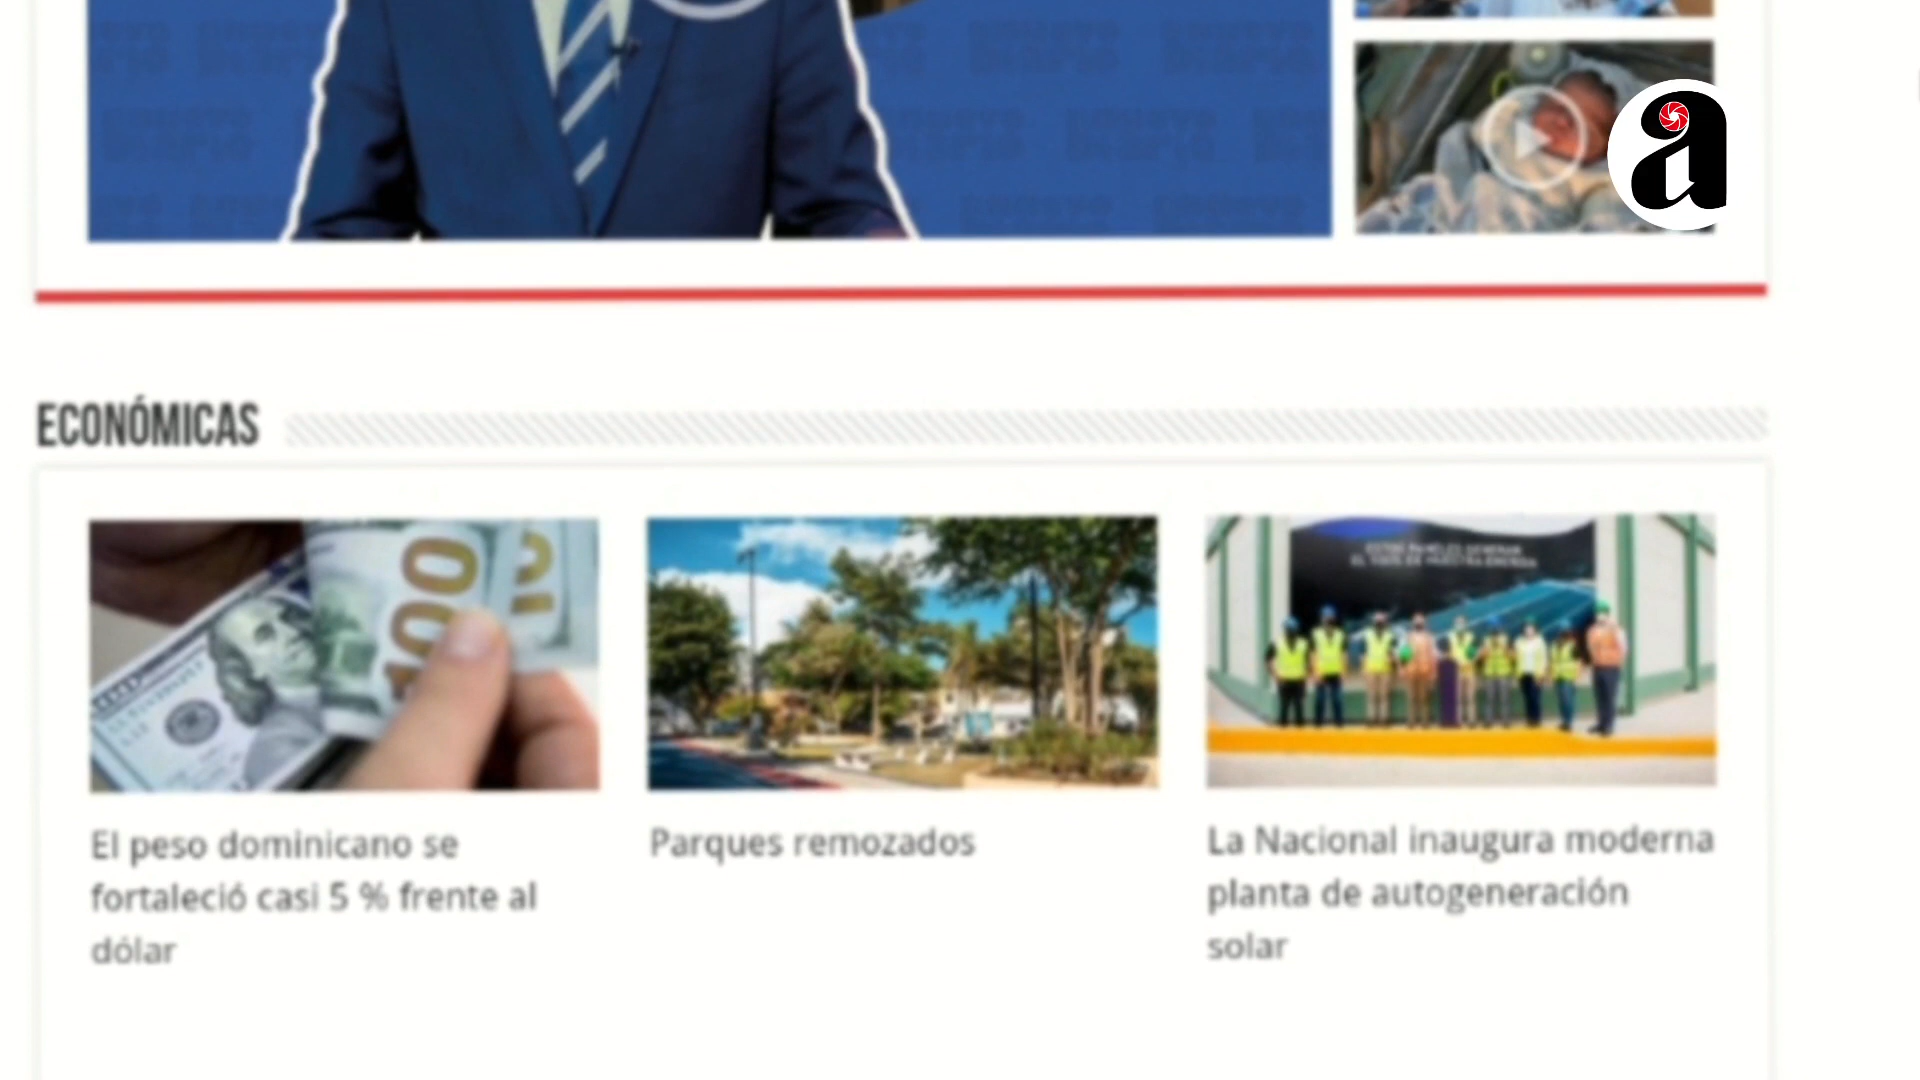 a
ECONÓMICAS
100
El peso dominicano se
fortaleció casi 5 % frente al
dólar
Parques remozados
La Nacional inaugura moderna
planta de autogeneración
solar